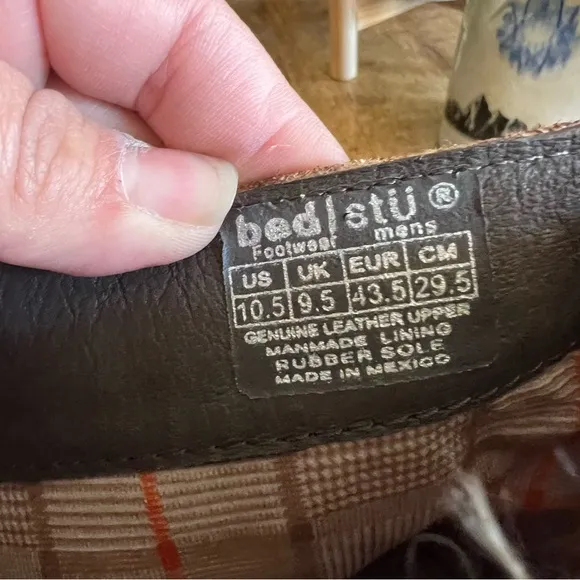 bed|stü®
Footwear mens
US UK EUR CM
10.5 9.5 43.5 29.5
GENUINE LEATHER UPPER
MANMADE LINING
RUBBER SOLE
MADE IN MEXICO